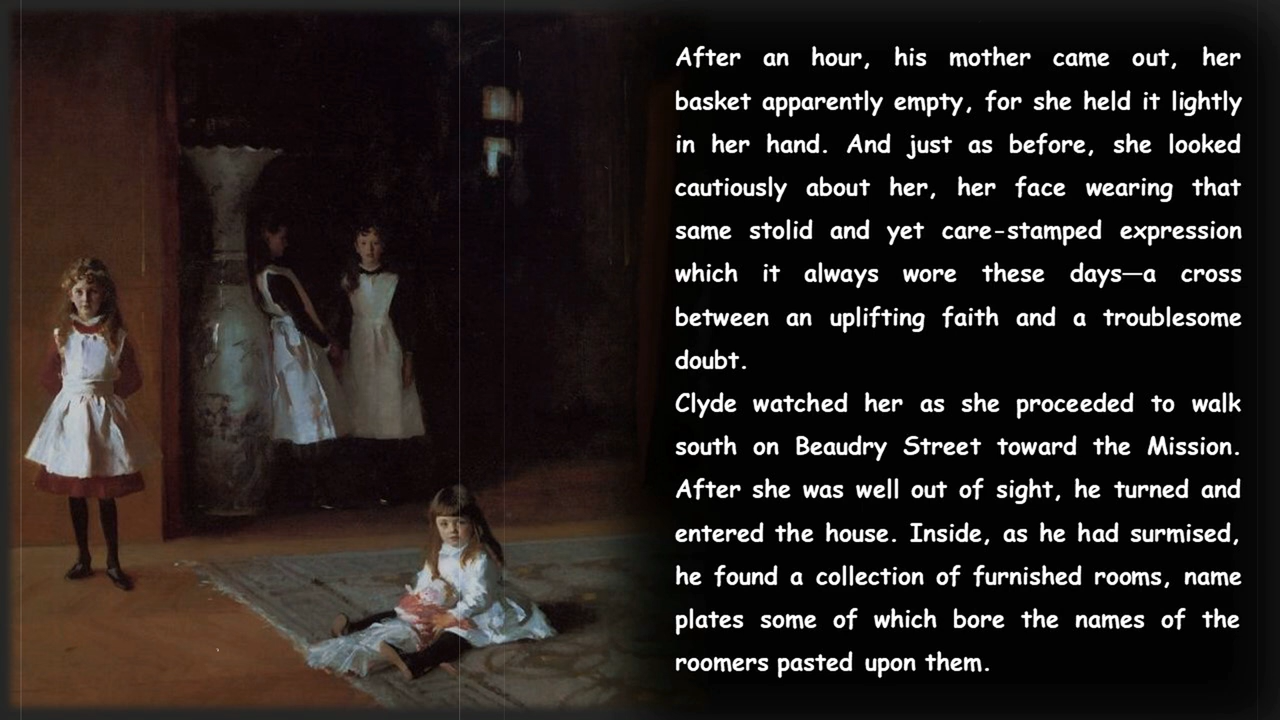 After an hour, his mother came out, her
basket apparently empty, for she held it lightly
in her hand. And just as before, she looked
cautiously about her, her face wearing that
same stolid and yet care-stamped expression
which it always wore these days—a cross
between an uplifting faith and a troublesome
doubt.
Clyde watched her as she proceeded to walk
south on Beaudry Street toward the Mission.
After she was well out of sight, he turned and
entered the house. Inside, as he had surmised,
he found a collection of furnished rooms, name
plates some of which bore the names of the
roomers pasted upon them.